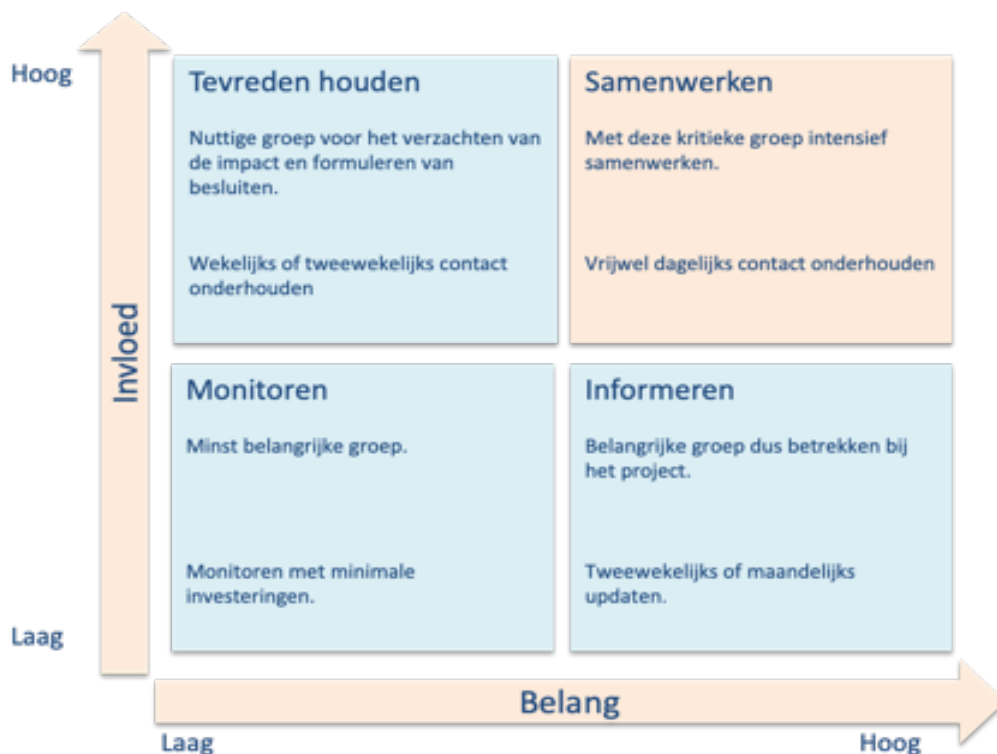 Hoog
Tevreden houden
Nuttige groep voor het verzachten van
de impact en formuleren van
besluiten.
Wekelijks of tweewekelijks contact
onderhouden
Samenwerken
Met deze kritieke groep intensief
samenwerken.
Vrijwel dagelijks contact onderhouden
Invloed
Monitoren
Minst belangrijke groep.
Monitoren met minimale
investeringen.
Informeren
Belangrijke groep dus betrekken bij
het project.
Tweewekelijks of maandelijks
updaten.
Laag
Belang
Laag
Hoog